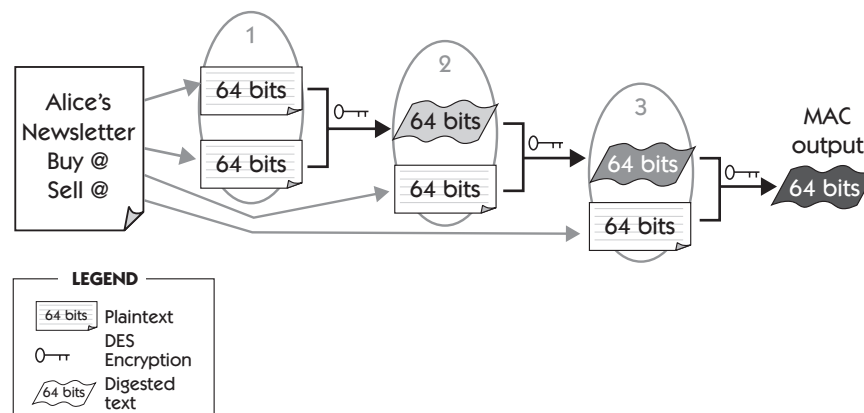 1
2
3
Alice's
Newsletter
Buy @
Sell @
64 bits
64 bits
64 bits
64 bits
64 bits
64 bits
MAC
output
64 bits
LEGEND
64 bits Plaintext
DES
Encryption
64 bits Digested
text